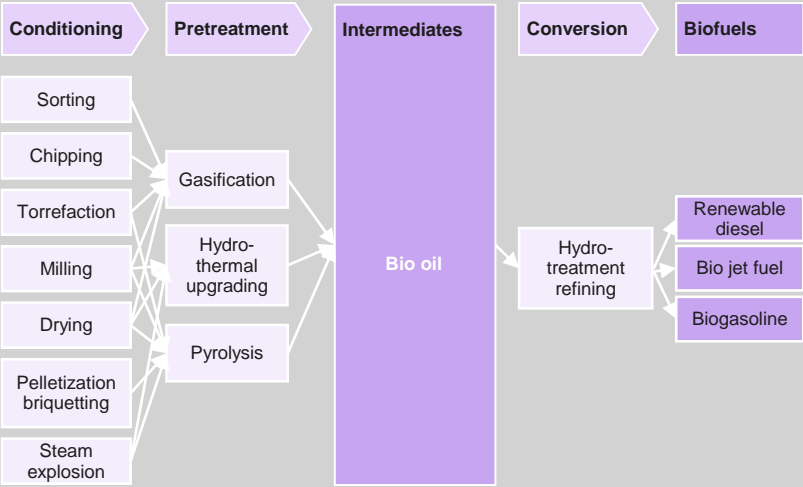 Conditioning
Pretreatment
Intermediates
Conversion
Biofuels
Sorting
Chipping
Torrefaction
Milling
Drying
Pelletization
briquetting
Steam
explosion
Gasification
Hydro-
thermal
upgrading
Pyrolysis
Bio oil
Hydro-
treatment
refining
Renewable
diesel
Bio jet fuel
Biogasoline